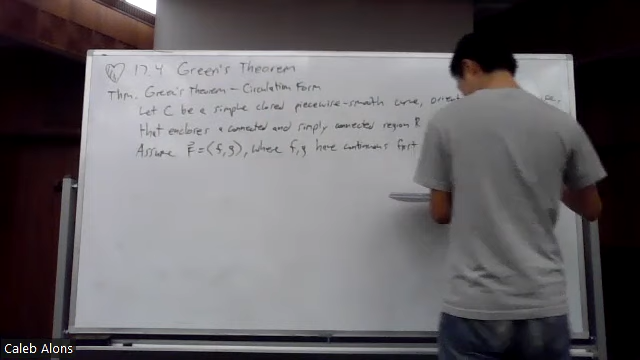 17.4 Green's Theorem
Thm. Green's Theorem - Circulation Form
Let C be a simple closed piecewise-smooth curve, orient
that encloses a connected and simply connected region R
Assume F = ⟨f,g⟩, where f,g have continuous first
Caleb Alons